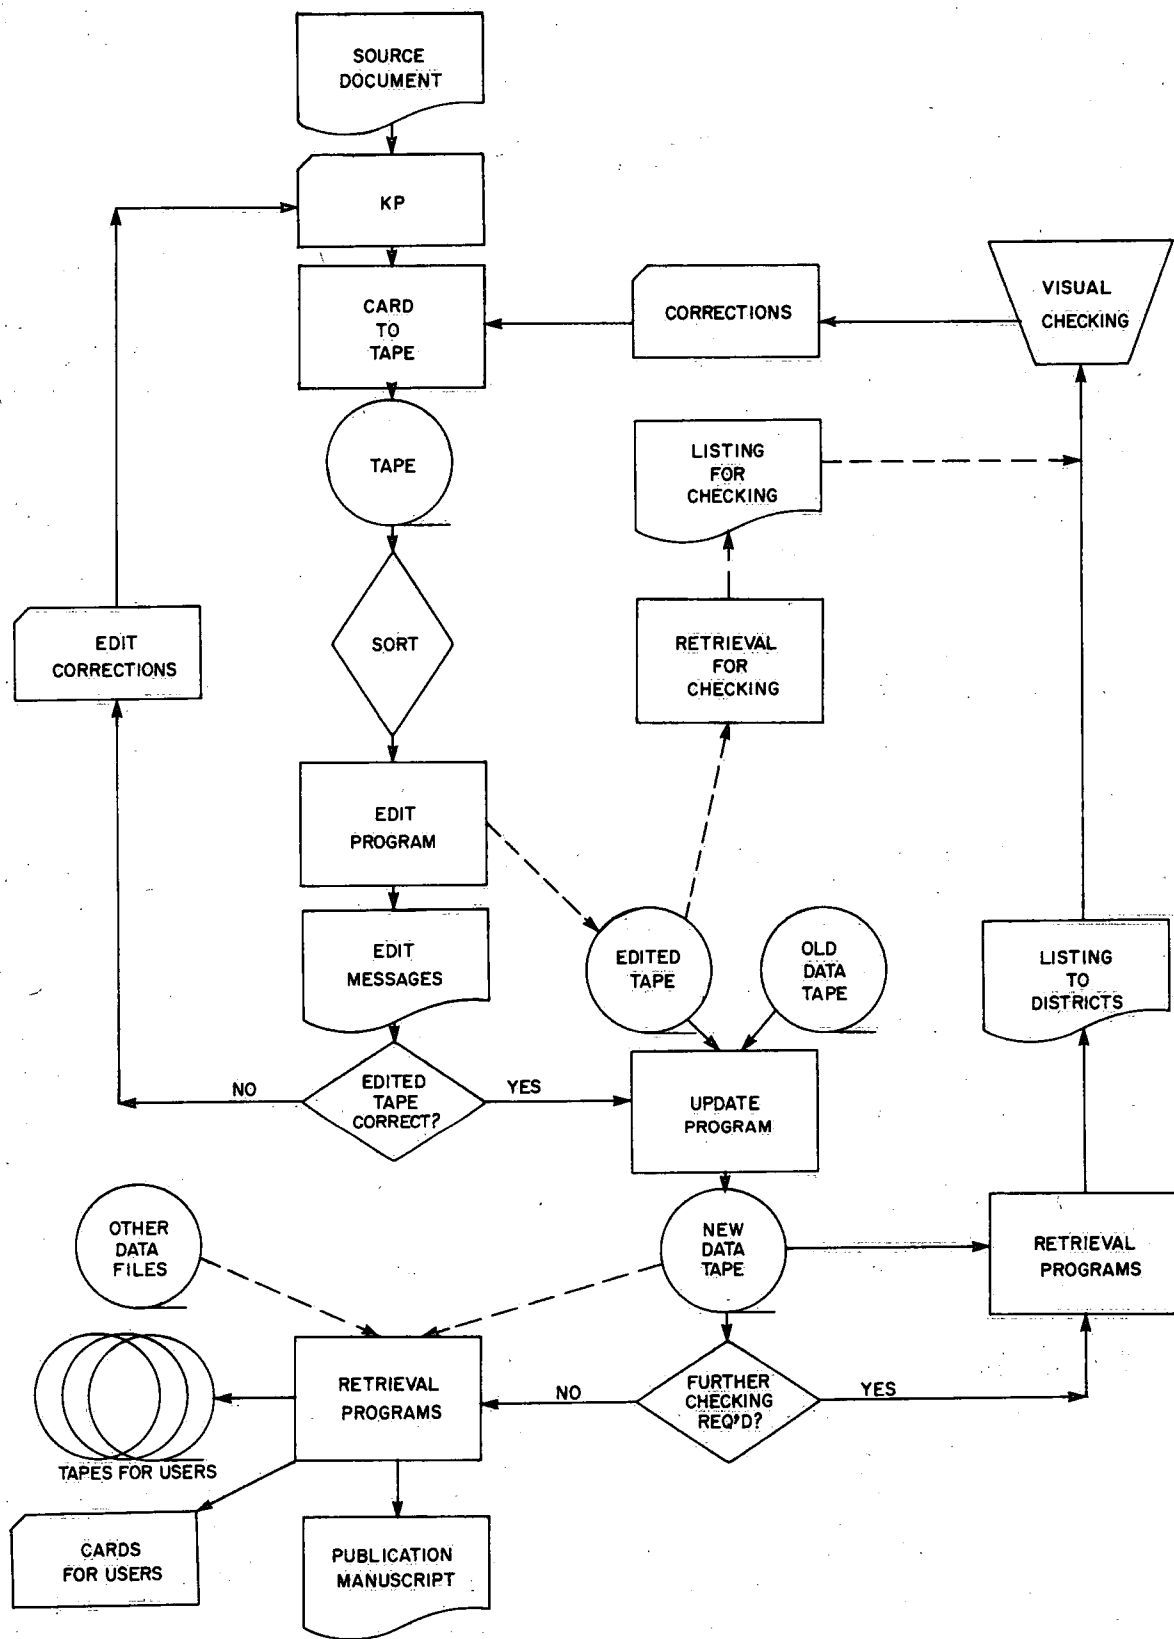 SOURCE
DOCUMENT
KP
CARD
TO
TAPE
CORRECTIONS
VISUAL
CHECKING
TAPE
LISTING
FOR
CHECKING
SORT
RETRIEVAL
FOR
CHECKING
EDIT
CORRECTIONS
EDIT
PROGRAM
EDIT
MESSAGES
EDITED
TAPE
OLD
DATA
TAPE
LISTING
TO
DISTRICTS
NO
EDITED
TAPE
CORRECT?
YES
UPDATE
PROGRAM
OTHER
DATA
FILES
NEW
DATA
TAPE
RETRIEVAL
PROGRAMS
RETRIEVAL
PROGRAMS
NO
FURTHER
CHECKING
REQ'D?
YES
TAPES FOR USERS
CARDS
FOR USERS
PUBLICATION
MANUSCRIPT